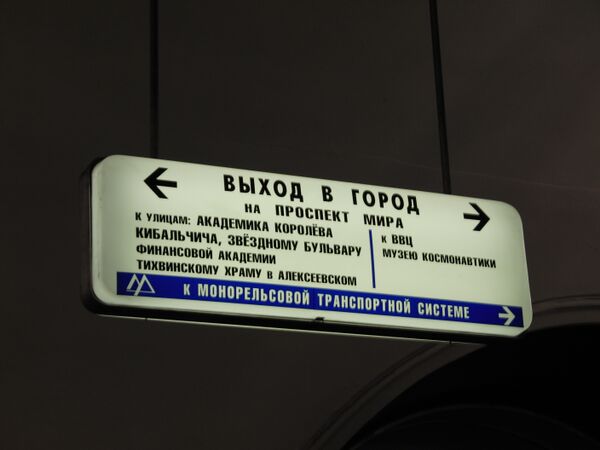 ВЫХОД В ГОРОД
НА ПРОСПЕКТ МИРА
К УЛИЦАМ: АКАДЕМИКА КОРОЛЁВА
КИБАЛЬЧИЧА, ЗВЁЗДНОМУ БУЛЬВАРУ
ФИНАНСОВОЙ АКАДЕМИИ
ТИХВИНСКОМУ ХРАМУ В АЛЕКСЕЕВСКОМ
К ВВЦ
МУЗЕЮ КОСМОНАВТИКИ
К МОНОРЕЛЬСОВОЙ ТРАНСПОРТНОЙ СИСТЕМЕ